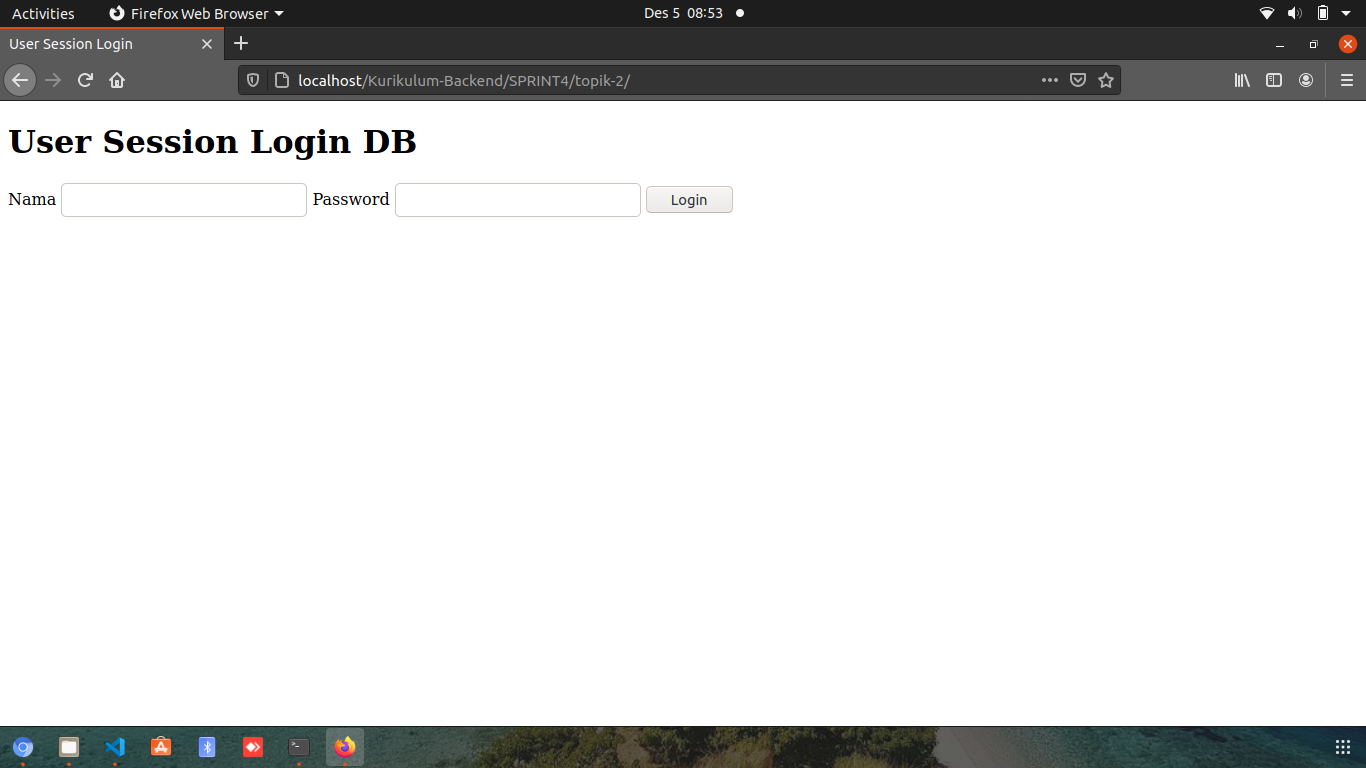 Activities Firefox Web Browser Des 5 08:53
User Session Login
localhost/Kurikulum-Backend/SPRINT4/topik-2/
User Session Login DB
Nama Password Login